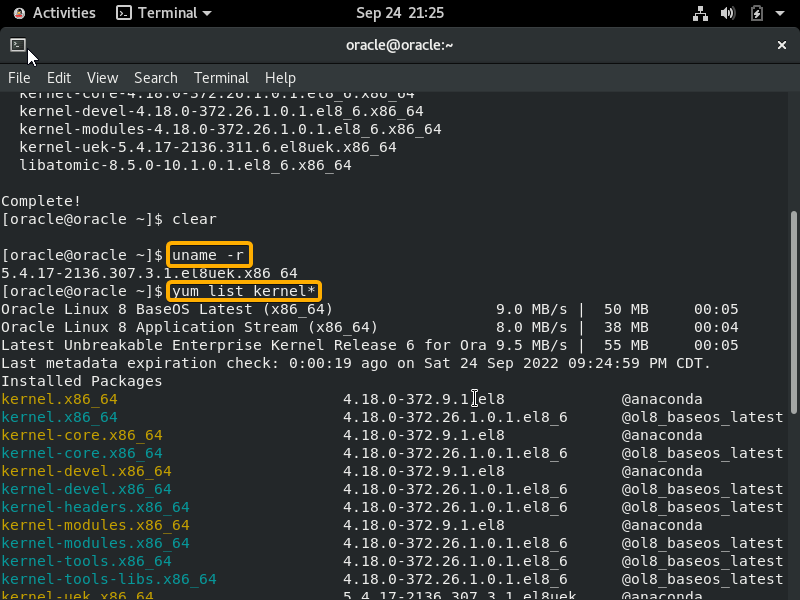 Activities Terminal Sep 24 21:25
oracle@oracle:~
File Edit View Search Terminal Help
kernel-core-4.18.0-372.26.1.0.1.el8_6.x86_64
kernel-devel-4.18.0-372.26.1.0.1.el8_6.x86_64
kernel-modules-4.18.0-372.26.1.0.1.el8_6.x86_64
kernel-uek-5.4.17-2136.311.6.el8uek.x86_64
libatomic-8.5.0-10.1.0.1.el8_6.x86_64
Complete!
[oracle@oracle ~]$ clear
[oracle@oracle ~]$ uname -r
5.4.17-2136.307.3.1.el8uek.x86_64
[oracle@oracle ~]$ yum list kernel*
Oracle Linux 8 BaseOS Latest (x86_64) 9.0 MB/s | 50 MB 00:05
Oracle Linux 8 Application Stream (x86_64) 8.0 MB/s | 38 MB 00:04
Latest Unbreakable Enterprise Kernel Release 6 for Ora 9.5 MB/s | 55 MB 00:05
Last metadata expiration check: 0:00:19 ago on Sat 24 Sep 2022 09:24:59 PM CDT.
Installed Packages
kernel.x86_64 4.18.0-372.9.1.el8 @anaconda
kernel.x86_64 4.18.0-372.26.1.0.1.el8_6 @ol8_baseos_latest
kernel-core.x86_64 4.18.0-372.9.1.el8 @anaconda
kernel-core.x86_64 4.18.0-372.26.1.0.1.el8_6 @ol8_baseos_latest
kernel-devel.x86_64 4.18.0-372.9.1.el8 @anaconda
kernel-devel.x86_64 4.18.0-372.26.1.0.1.el8_6 @ol8_baseos_latest
kernel-headers.x86_64 4.18.0-372.26.1.0.1.el8_6 @ol8_baseos_latest
kernel-modules.x86_64 4.18.0-372.9.1.el8 @anaconda
kernel-modules.x86_64 4.18.0-372.26.1.0.1.el8_6 @ol8_baseos_latest
kernel-tools.x86_64 4.18.0-372.26.1.0.1.el8_6 @ol8_baseos_latest
kernel-tools-libs.x86_64 4.18.0-372.26.1.0.1.el8_6 @ol8_baseos_latest
kernel-uek.x86_64 5.4.17-2136.307.3.1.el8uek @anaconda